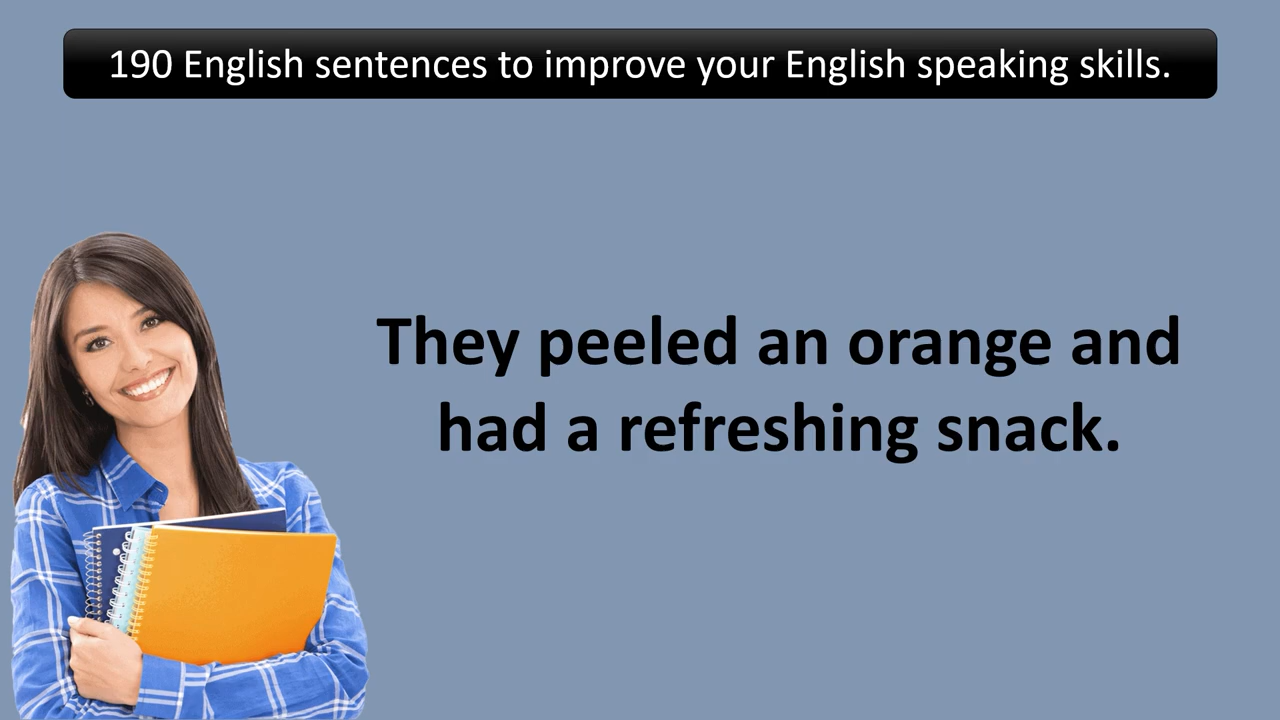 190 English sentences to improve your English speaking skills.
They peeled an orange and
had a refreshing snack.